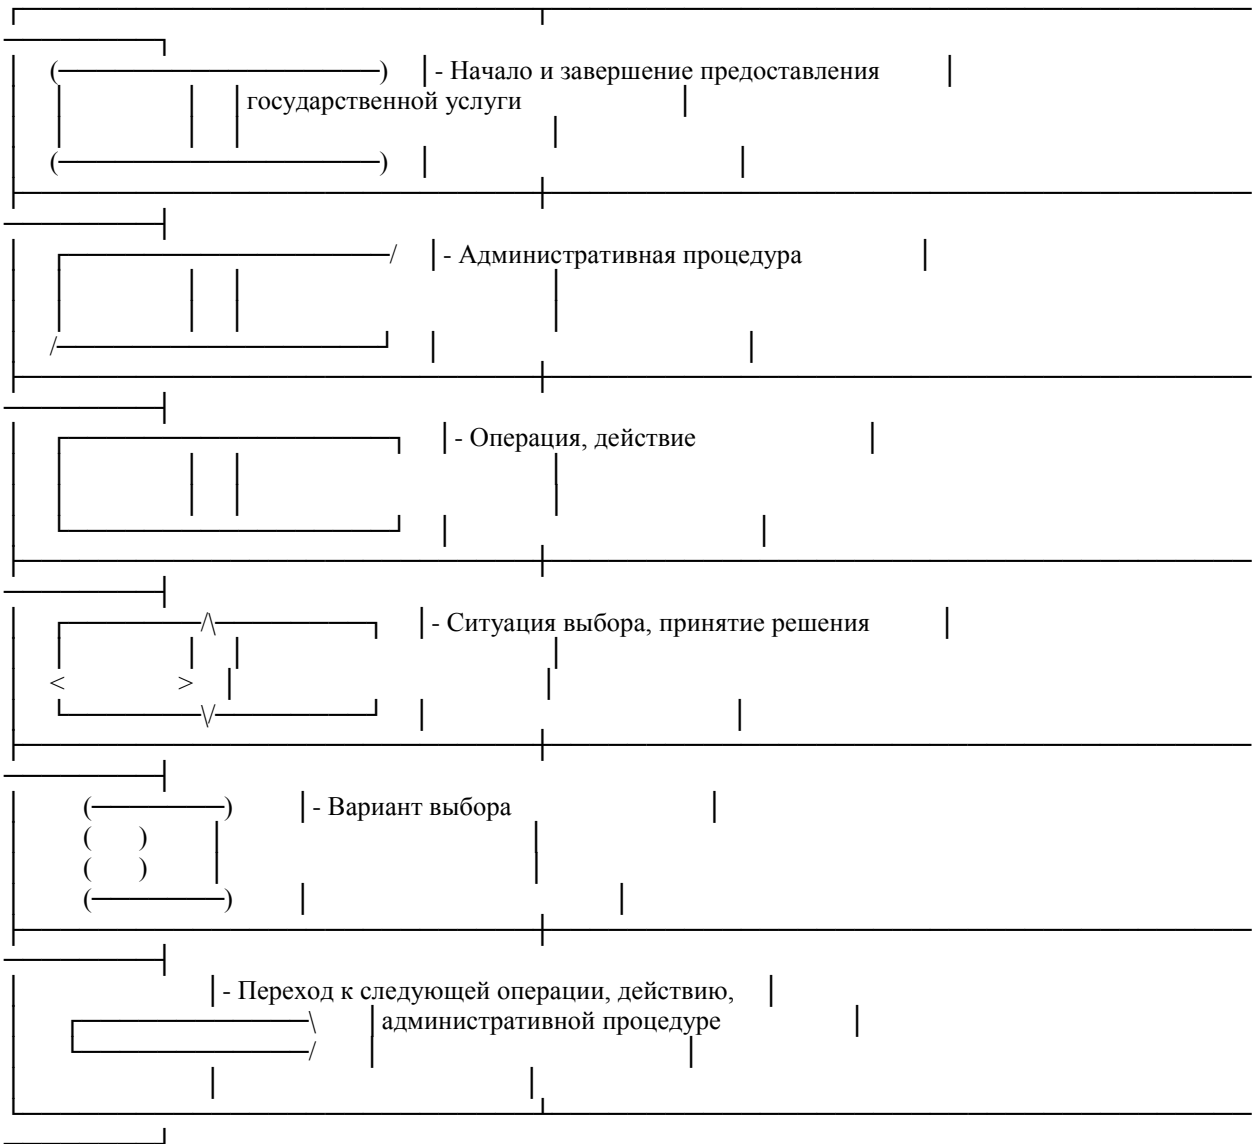 - Начало и завершение предоставления
государственной услуги
- Административная процедура
- Операция, действие
- Ситуация выбора, принятие решения
- Вариант выбора
- Переход к следующей операции, действию,
административной процедуре